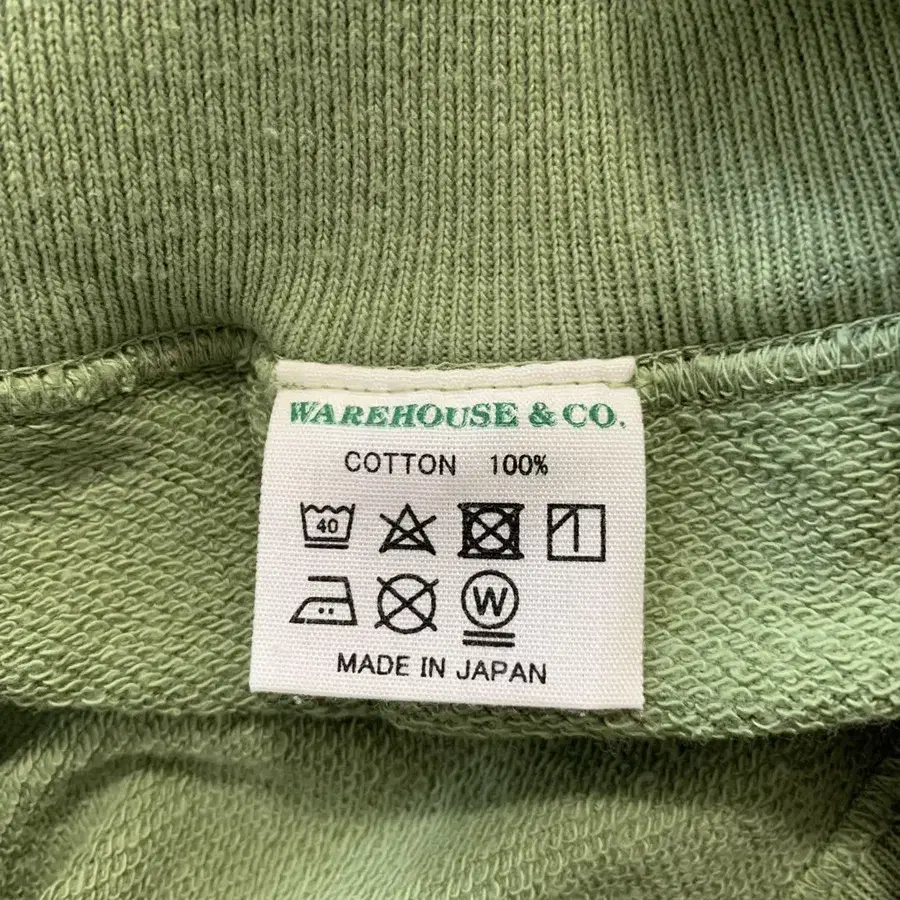 WAREHOUSE & CO.
COTTON 100%
40
W
MADE IN JAPAN